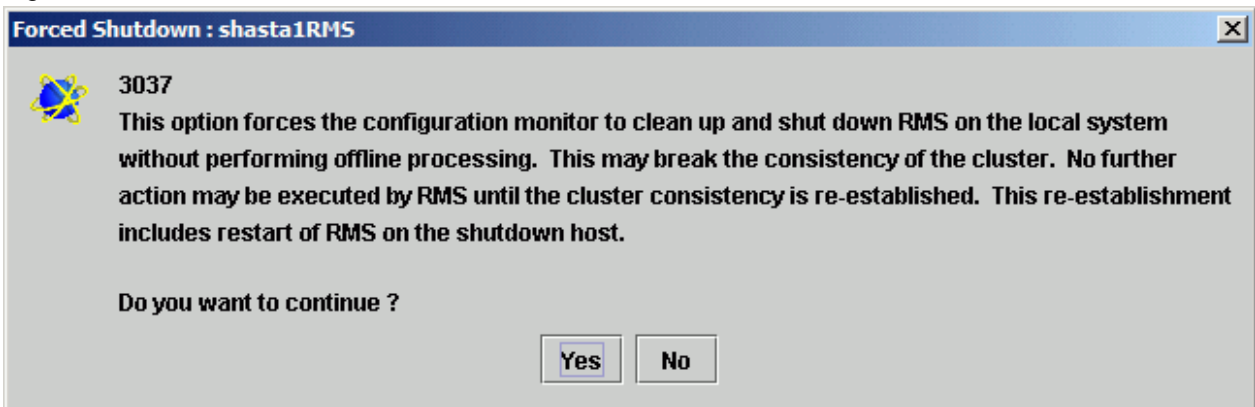 Forced Shutdown : shasta1RMS
3037
This option forces the configuration monitor to clean up and shut down RMS on the local system
without performing offline processing.  This may break the consistency of the cluster.  No further
action may be executed by RMS until the cluster consistency is re-established.  This re-establishment
includes restart of RMS on the shutdown host.
Do you want to continue ?
Yes No